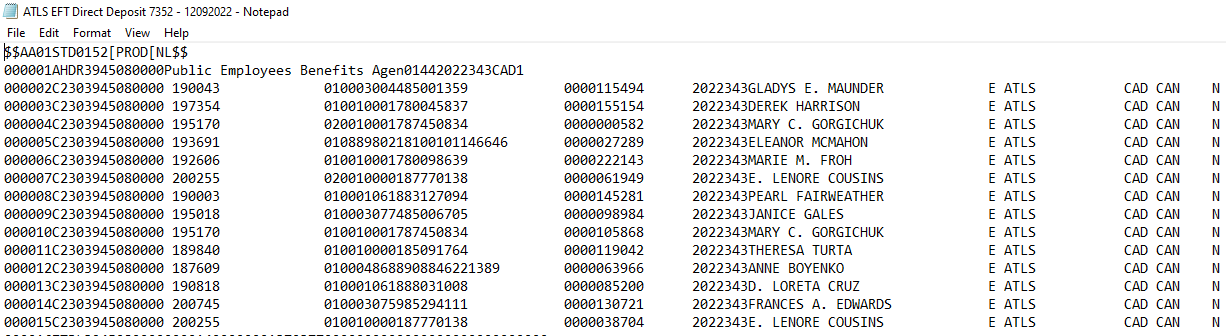 ATLS EFT Direct Deposit 7352 - 12092022 - Notepad
File Edit Format View Help
$$AA01STD0152[PROD[NL$$
000001AHDR3945080000Public Employees Benefits Agen01442022343CAD1
000002C2303945080000 190043 010003004485001359 0000115494 2022343GLADYS E. MAUNDER E ATLS CAD CAN N
000003C2303945080000 197354 010010001780045837 0000155154 2022343DEREK HARRISON E ATLS CAD CAN N
000004C2303945080000 195170 020010001787450834 0000000582 2022343MARY C. GORGICHUK E ATLS CAD CAN N
000005C2303945080000 193691 01088980218100101146646 0000027289 2022343ELEANOR MCMAHON E ATLS CAD CAN N
000006C2303945080000 192606 010010001780098639 0000222143 2022343MARIE M. FROH E ATLS CAD CAN N
000007C2303945080000 200255 020010000187770138 0000061949 2022343E. LENORE COUSINS E ATLS CAD CAN N
000008C2303945080000 190003 010001061883127094 0000145281 2022343PEARL FAIRWEATHER E ATLS CAD CAN N
000009C2303945080000 195018 010003077485006705 0000098984 2022343JANICE GALES E ATLS CAD CAN N
000010C2303945080000 195170 010010001787450834 0000105868 2022343MARY C. GORGICHUK E ATLS CAD CAN N
000011C2303945080000 189840 010010000185091764 0000119042 2022343THERESA TURTA E ATLS CAD CAN N
000012C2303945080000 187609 0100048688908846221389 0000063966 2022343ANNE BOYENKO E ATLS CAD CAN N
000013C2303945080000 190818 010001061888031008 0000085200 2022343D. LORETA CRUZ E ATLS CAD CAN N
000014C2303945080000 200745 010003075985294111 0000130721 2022343FRANCES A. EDWARDS E ATLS CAD CAN N
000015C2303945080000 200255 010010000187770138 0000038704 2022343E. LENORE COUSINS E ATLS CAD CAN N